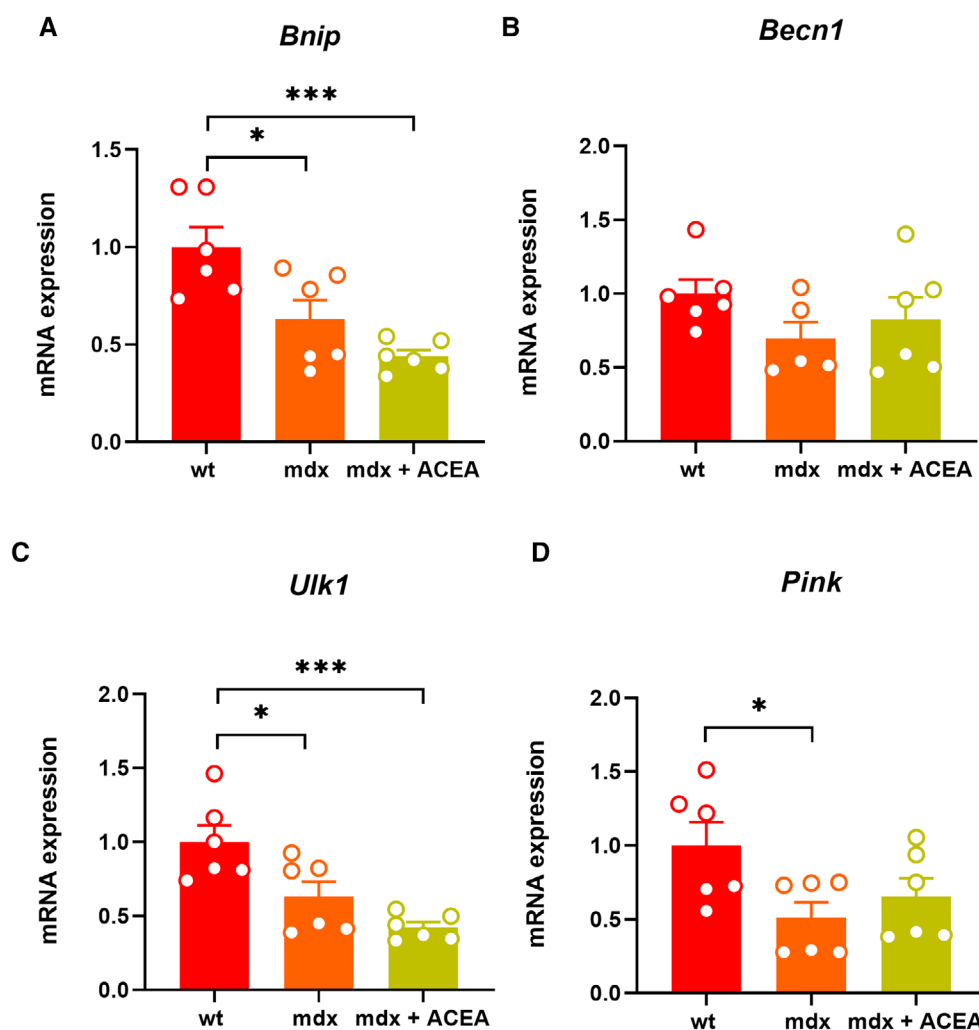 A
Bnip
***
*
mRNA expression
1.5
1.0
0.5
0.0
wt mdx mdx + ACEA
B
Becn1
mRNA expression
2.0
1.5
1.0
0.5
0.0
wt mdx mdx + ACEA
C
Ulk1
***
*
mRNA expression
2.0
1.5
1.0
0.5
0.0
wt mdx mdx + ACEA
D
Pink
*
mRNA expression
2.0
1.5
1.0
0.5
0.0
wt mdx mdx + ACEA